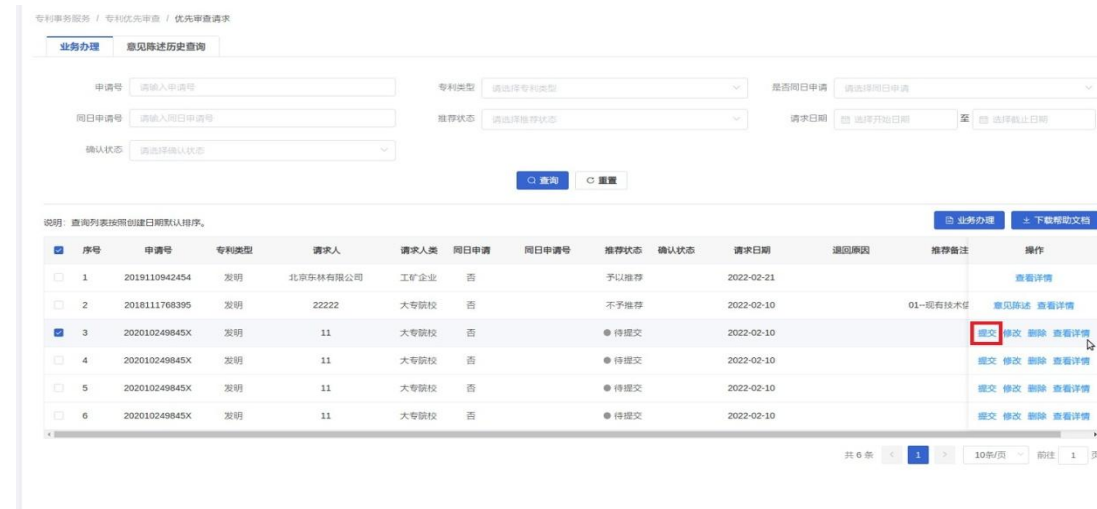 专利事务服务 / 专利优先审查 / 优先审查请求
业务办理 意见陈述历史查询
申请号 请输入申请号 专利类型 请选择专利类型 是否同日申请 请选择同日申请
同日申请号 请输入同日申请号 推荐状态 请选择推荐状态 请求日期 选择开始日期 至 选择截止日期
确认状态 请选择确认状态
查询 重置
说明：查询列表按照创建日期默认排序。 业务办理 下载帮助文档
序号 申请号 专利类型 请求人 请求人类 同日申请 同日申请号 推荐状态 确认状态 请求日期 退回原因 推荐备注 操作
1 2019110942454 发明 北京东林有限公司 工矿企业 否 予以推荐 2022-02-21 查看详情
2 2018111768395 发明 22222 大专院校 否 不予推荐 2022-02-10 01--现有技术信 意见陈述 查看详情
3 202010249845X 发明 11 大专院校 否 待提交 2022-02-10 提交 修改 删除 查看详情
4 202010249845X 发明 11 大专院校 否 待提交 2022-02-10 提交 修改 删除 查看详情
5 202010249845X 发明 11 大专院校 否 待提交 2022-02-10 提交 修改 删除 查看详情
6 202010249845X 发明 11 大专院校 否 待提交 2022-02-10 提交 修改 删除 查看详情
共 6 条 < 1 > 10条/页 前往 1 页